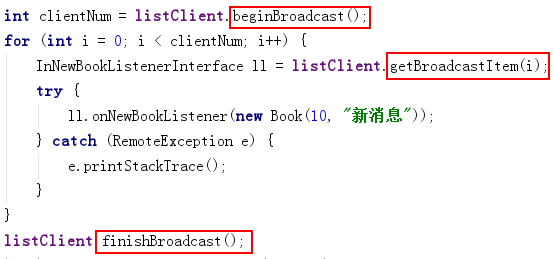 int clientNum = listClient.beginBroadcast();
for (int i = 0; i < clientNum; i++) {
InNewBookListenerInterface ll = listClient.getBroadcastItem(i);
try {
ll.onNewBookListener(new Book(10, "新消息"));
} catch (RemoteException e) {
e.printStackTrace();
}
}
listClient.finishBroadcast();